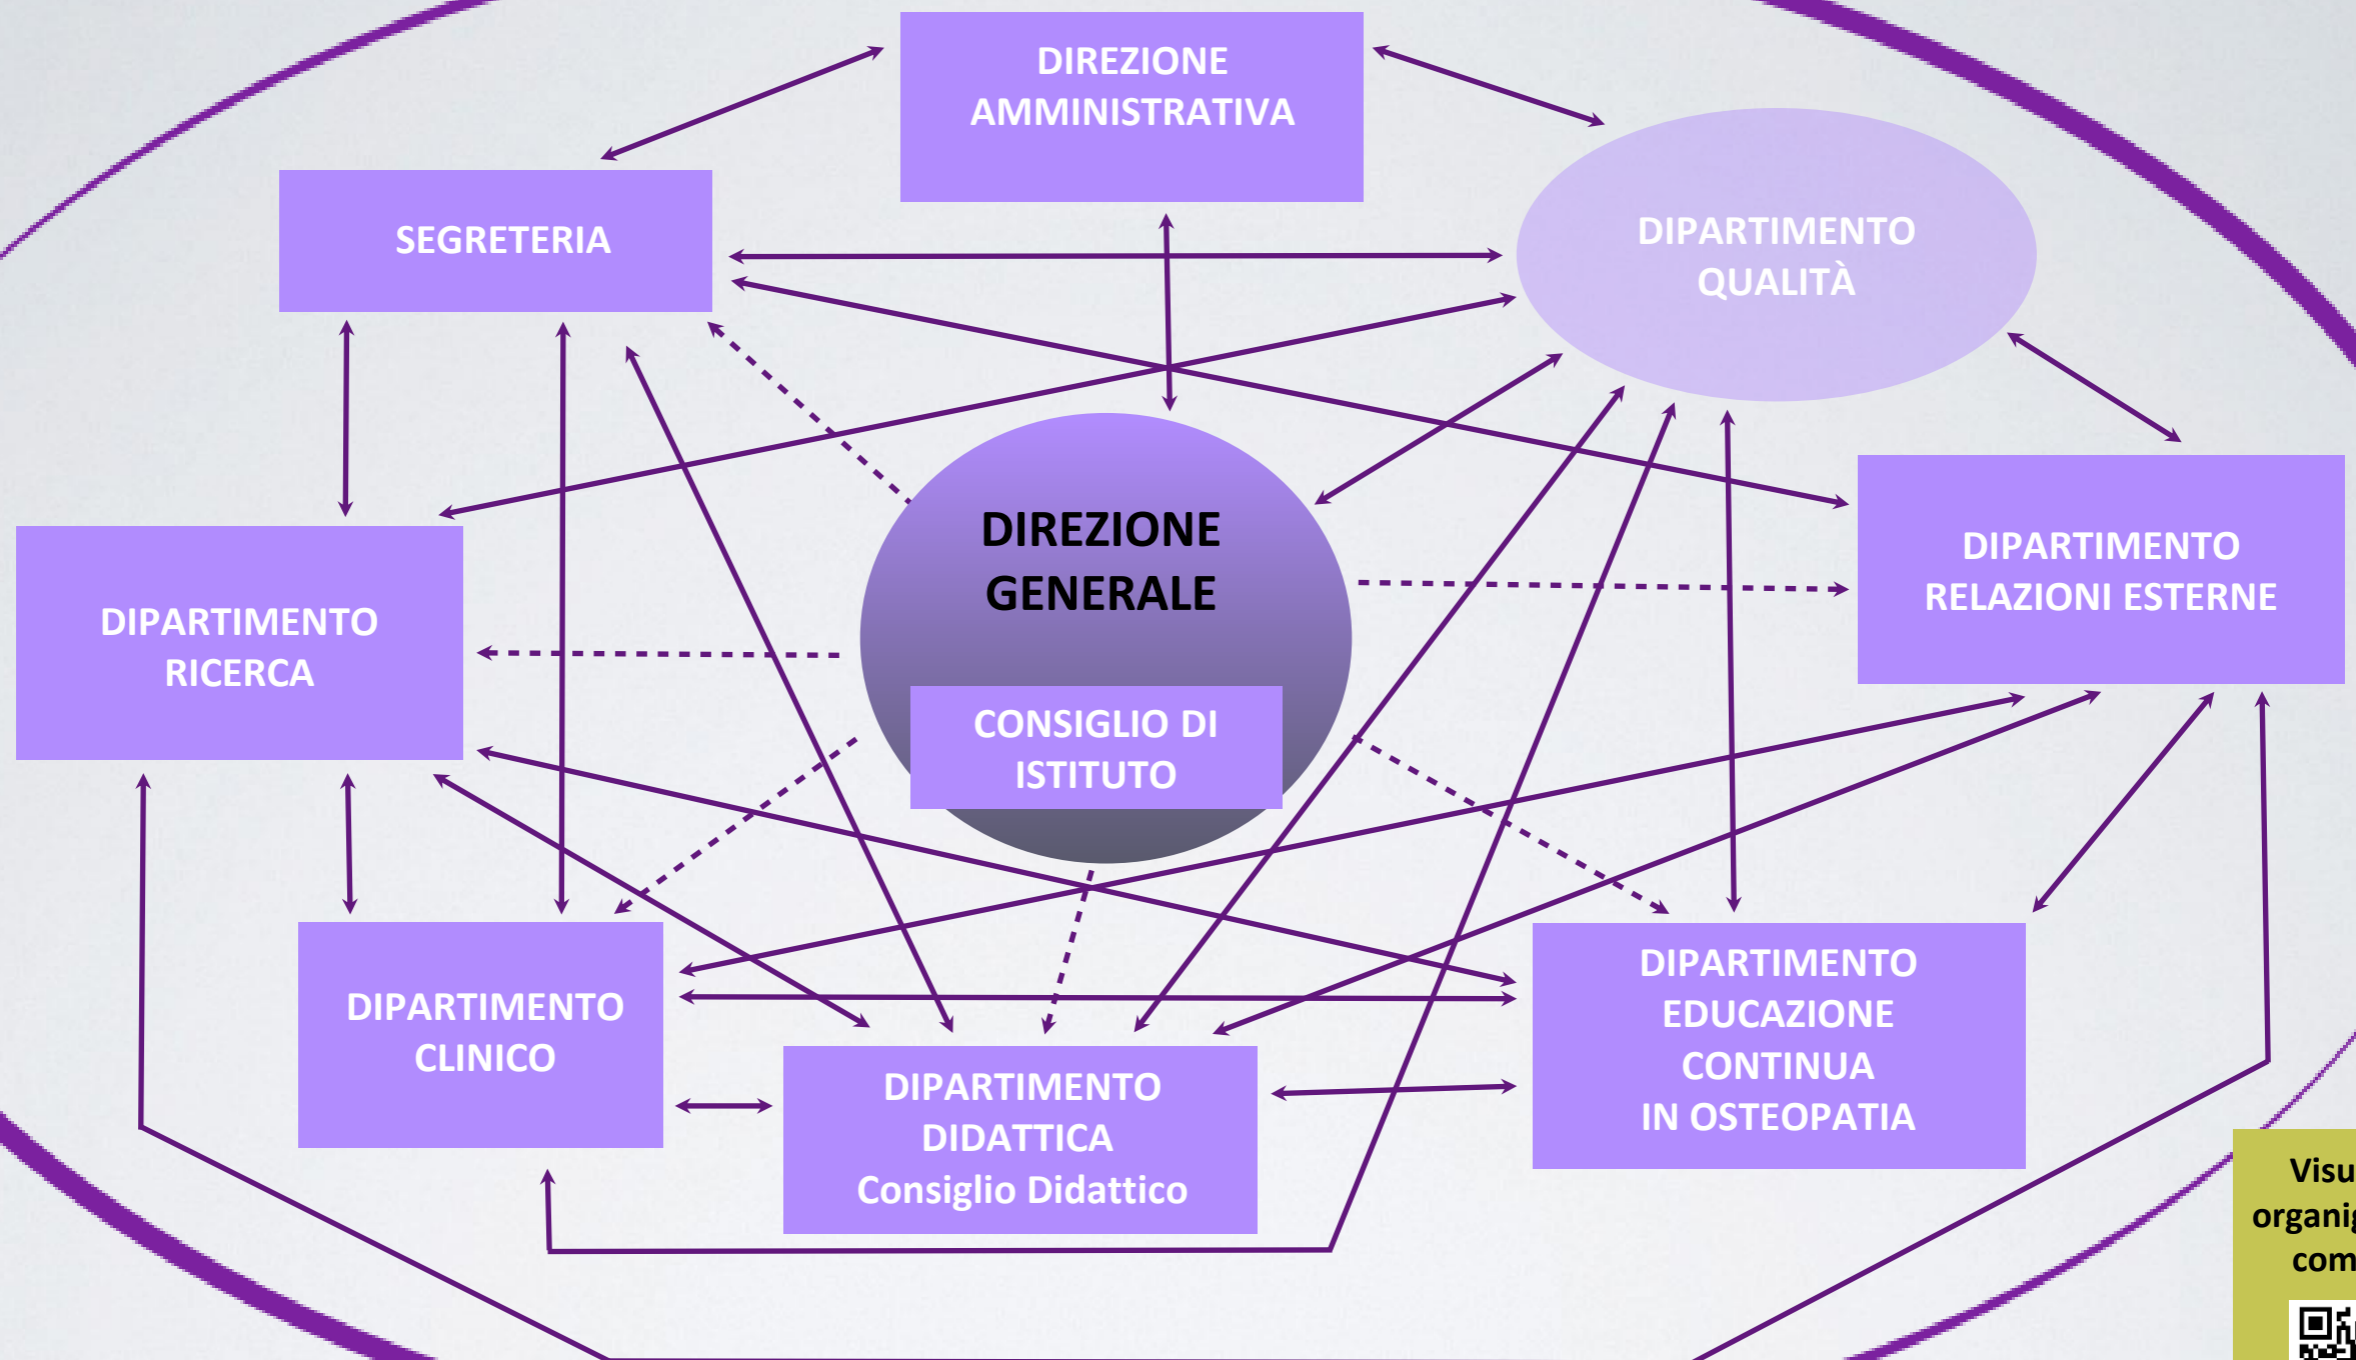 DIREZIONE
AMMINISTRATIVA
SEGRETERIA
DIPARTIMENTO
QUALITÀ
DIREZIONE
GENERALE
DIPARTIMENTO
RELAZIONI ESTERNE
DIPARTIMENTO
RICERCA
CONSIGLIO DI
ISTITUTO
DIPARTIMENTO
CLINICO
DIPARTIMENTO
DIDATTICA
Consiglio Didattico
DIPARTIMENTO
EDUCAZIONE
CONTINUA
IN OSTEOPATIA